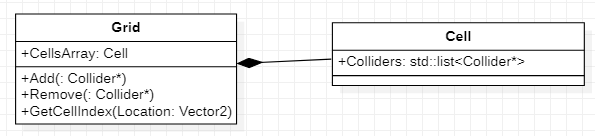 Grid
+CellsArray: Cell
+Add(: Collider*)
+Remove(: Collider*)
+GetCellIndex(Location: Vector2)
Cell
+Colliders: std::list<Collider*>